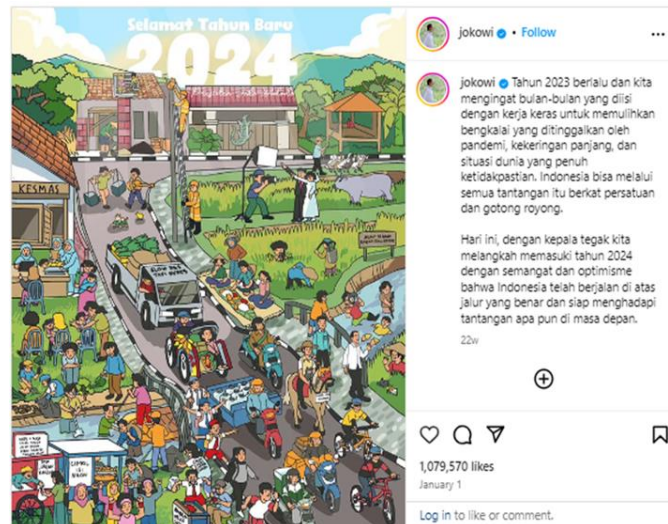 Selamat Tahun Baru
2024
KESMAS
jokowi • Follow
jokowi Tahun 2023 berlalu dan kita
mengingat bulan-bulan yang diisi
dengan kerja keras untuk memulihkan
bengkalai yang ditinggalkan oleh
pandemi, kekeringan panjang, dan
situasi dunia yang penuh
ketidakpastian. Indonesia bisa melalui
semua tantangan itu berkat persatuan
dan gotong royong.
Hari ini, dengan kepala tegak kita
melangkah memasuki tahun 2024
dengan semangat dan optimisme
bahwa Indonesia telah berjalan di atas
jalur yang benar dan siap menghadapi
tantangan apa pun di masa depan.
22w
1,079,570 likes
January 1
Log in to like or comment.